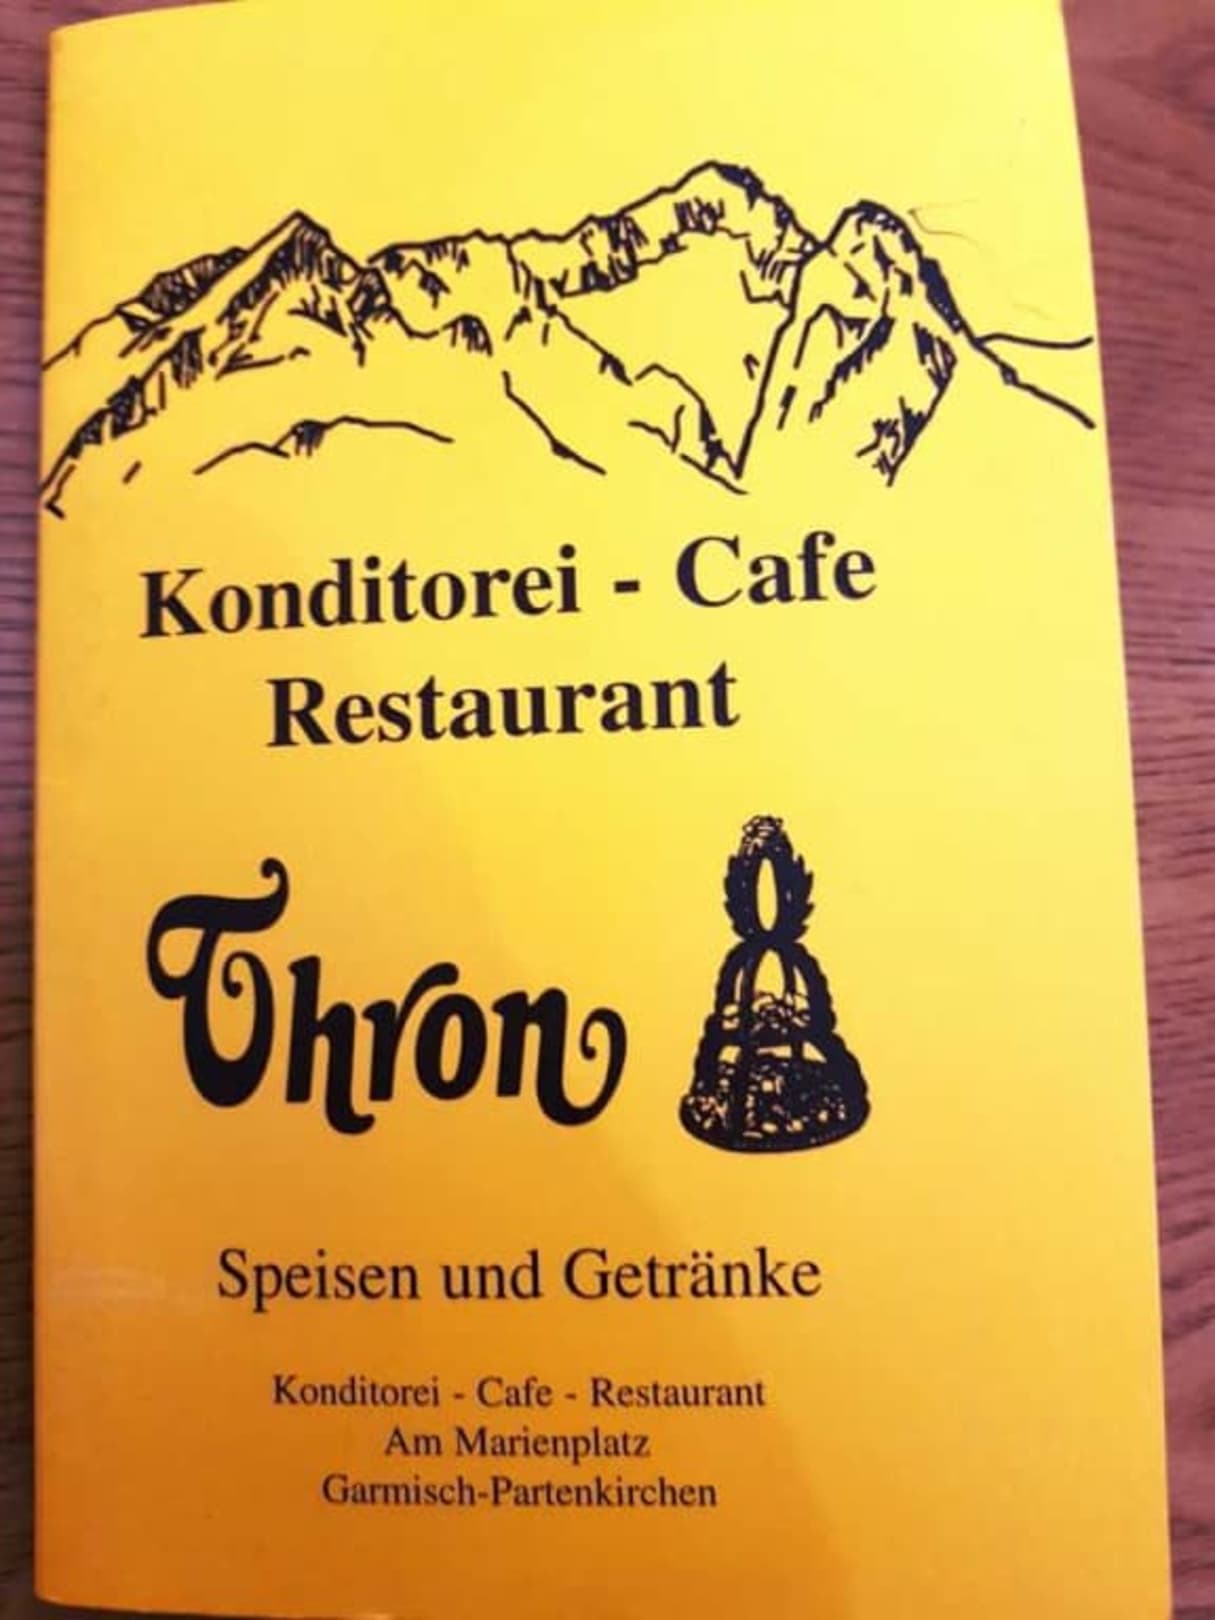 Konditorei - Cafe
Restaurant
Thron
Speisen und Getränke
Konditorei - Cafe - Restaurant
Am Marienplatz
Garmisch-Partenkirchen